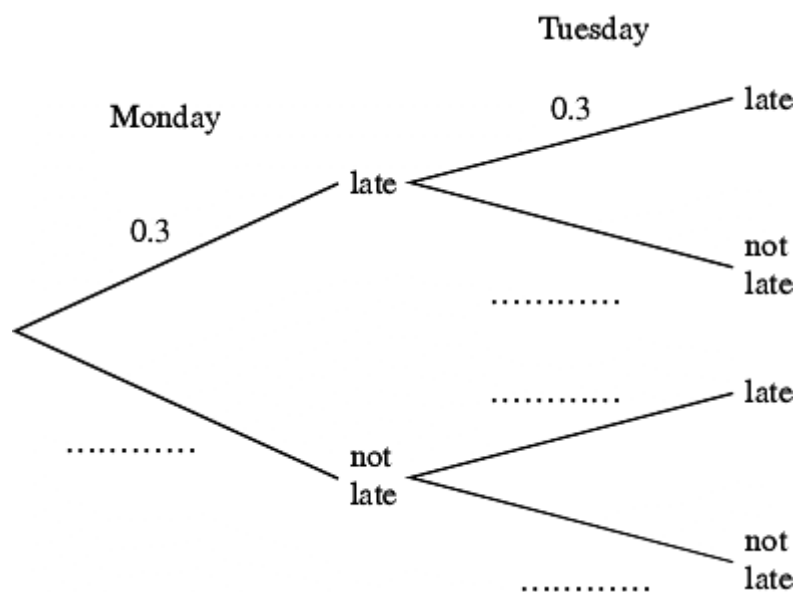 Tuesday
late
0.3
Monday
late
0.3
not
late
............
............
late
............
not
late
not
late
............